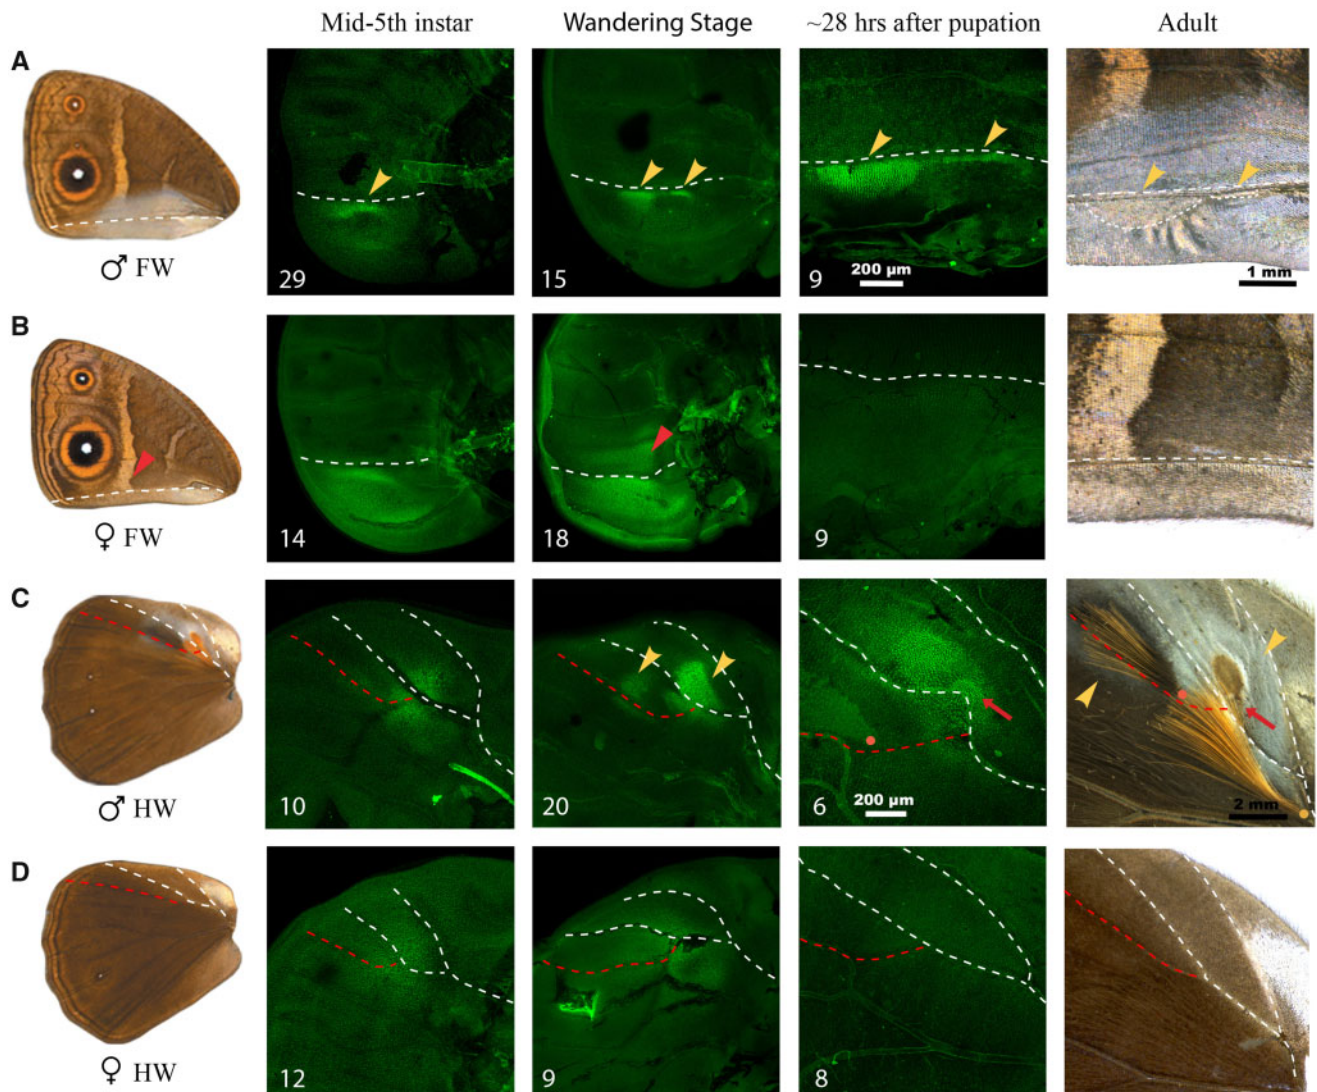 Mid-5th instar Wandering Stage ~28 hrs after pupation Adult
A
♂ FW
29
15
9
200 µm
1 mm
B
♀ FW
14
18
9
C
♂ HW
10
20
6
200 µm
2 mm
D
♀ HW
12
9
8